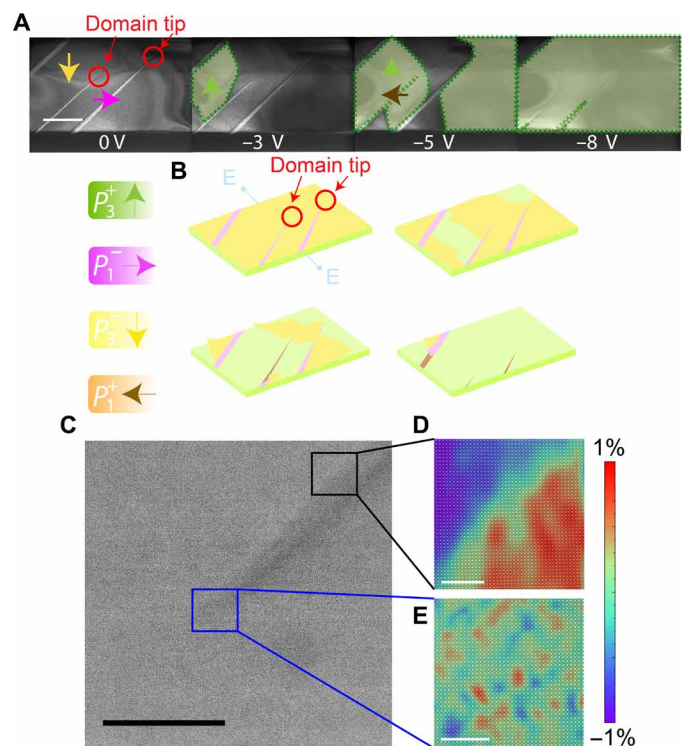 A
Domain tip
0 V
−3 V
−5 V
−8 V
B
Domain tip
E
E
P3+
P1−
P3−
P1+
C
D
1%
E
−1%